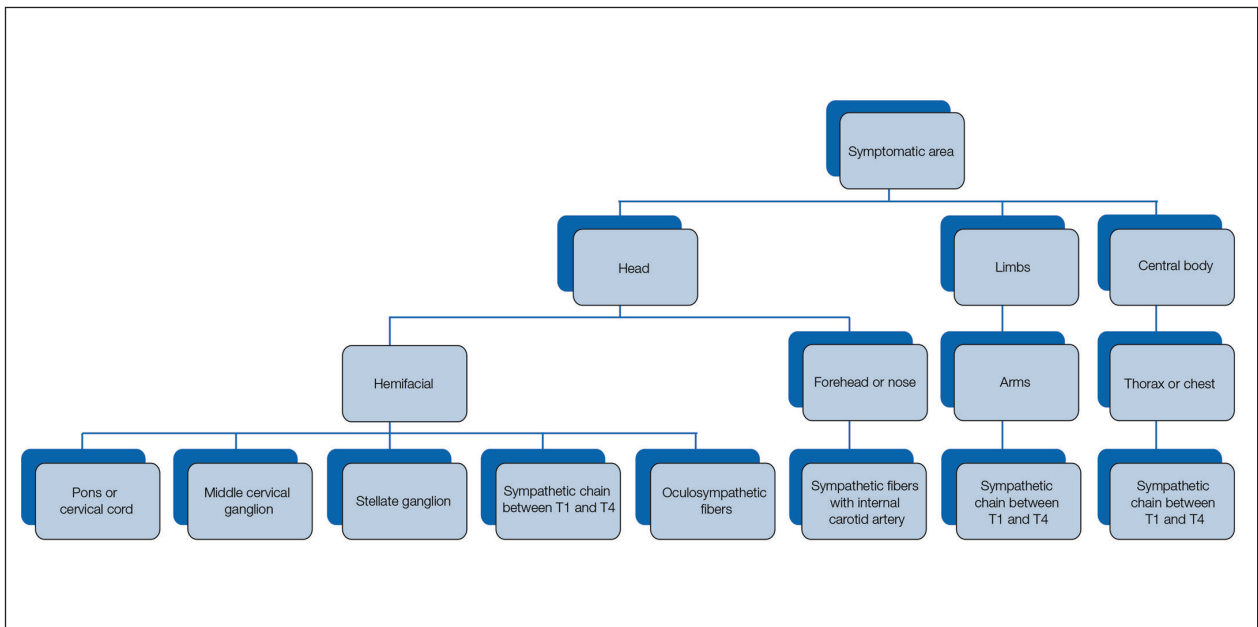 Symptomatic area
Head
Limbs
Central body
Hemifacial
Forehead or nose
Arms
Thorax or chest
Pons or
cervical cord
Middle cervical
ganglion
Stellate ganglion
Sympathetic chain
between T1 and T4
Oculosympathetic
fibers
Sympathetic fibers
with internal
carotid artery
Sympathetic
chain between
T1 and T4
Sympathetic
chain between
T1 and T4